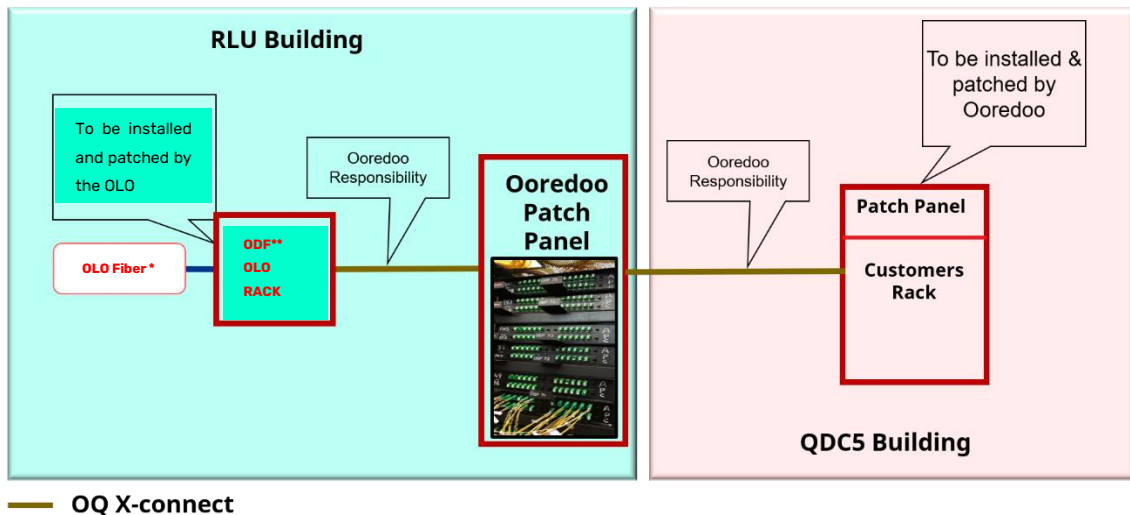 RLU Building
To be installed
and patched by
the OLO
Ooredoo
Responsibility
OLO Fiber *
ODF**
OLO
RACK
Ooredoo
Patch
Panel
Ooredoo
Responsibility
To be installed &
patched by
Ooredoo
Patch Panel
Customers
Rack
QDC5 Building
OQ X-connect